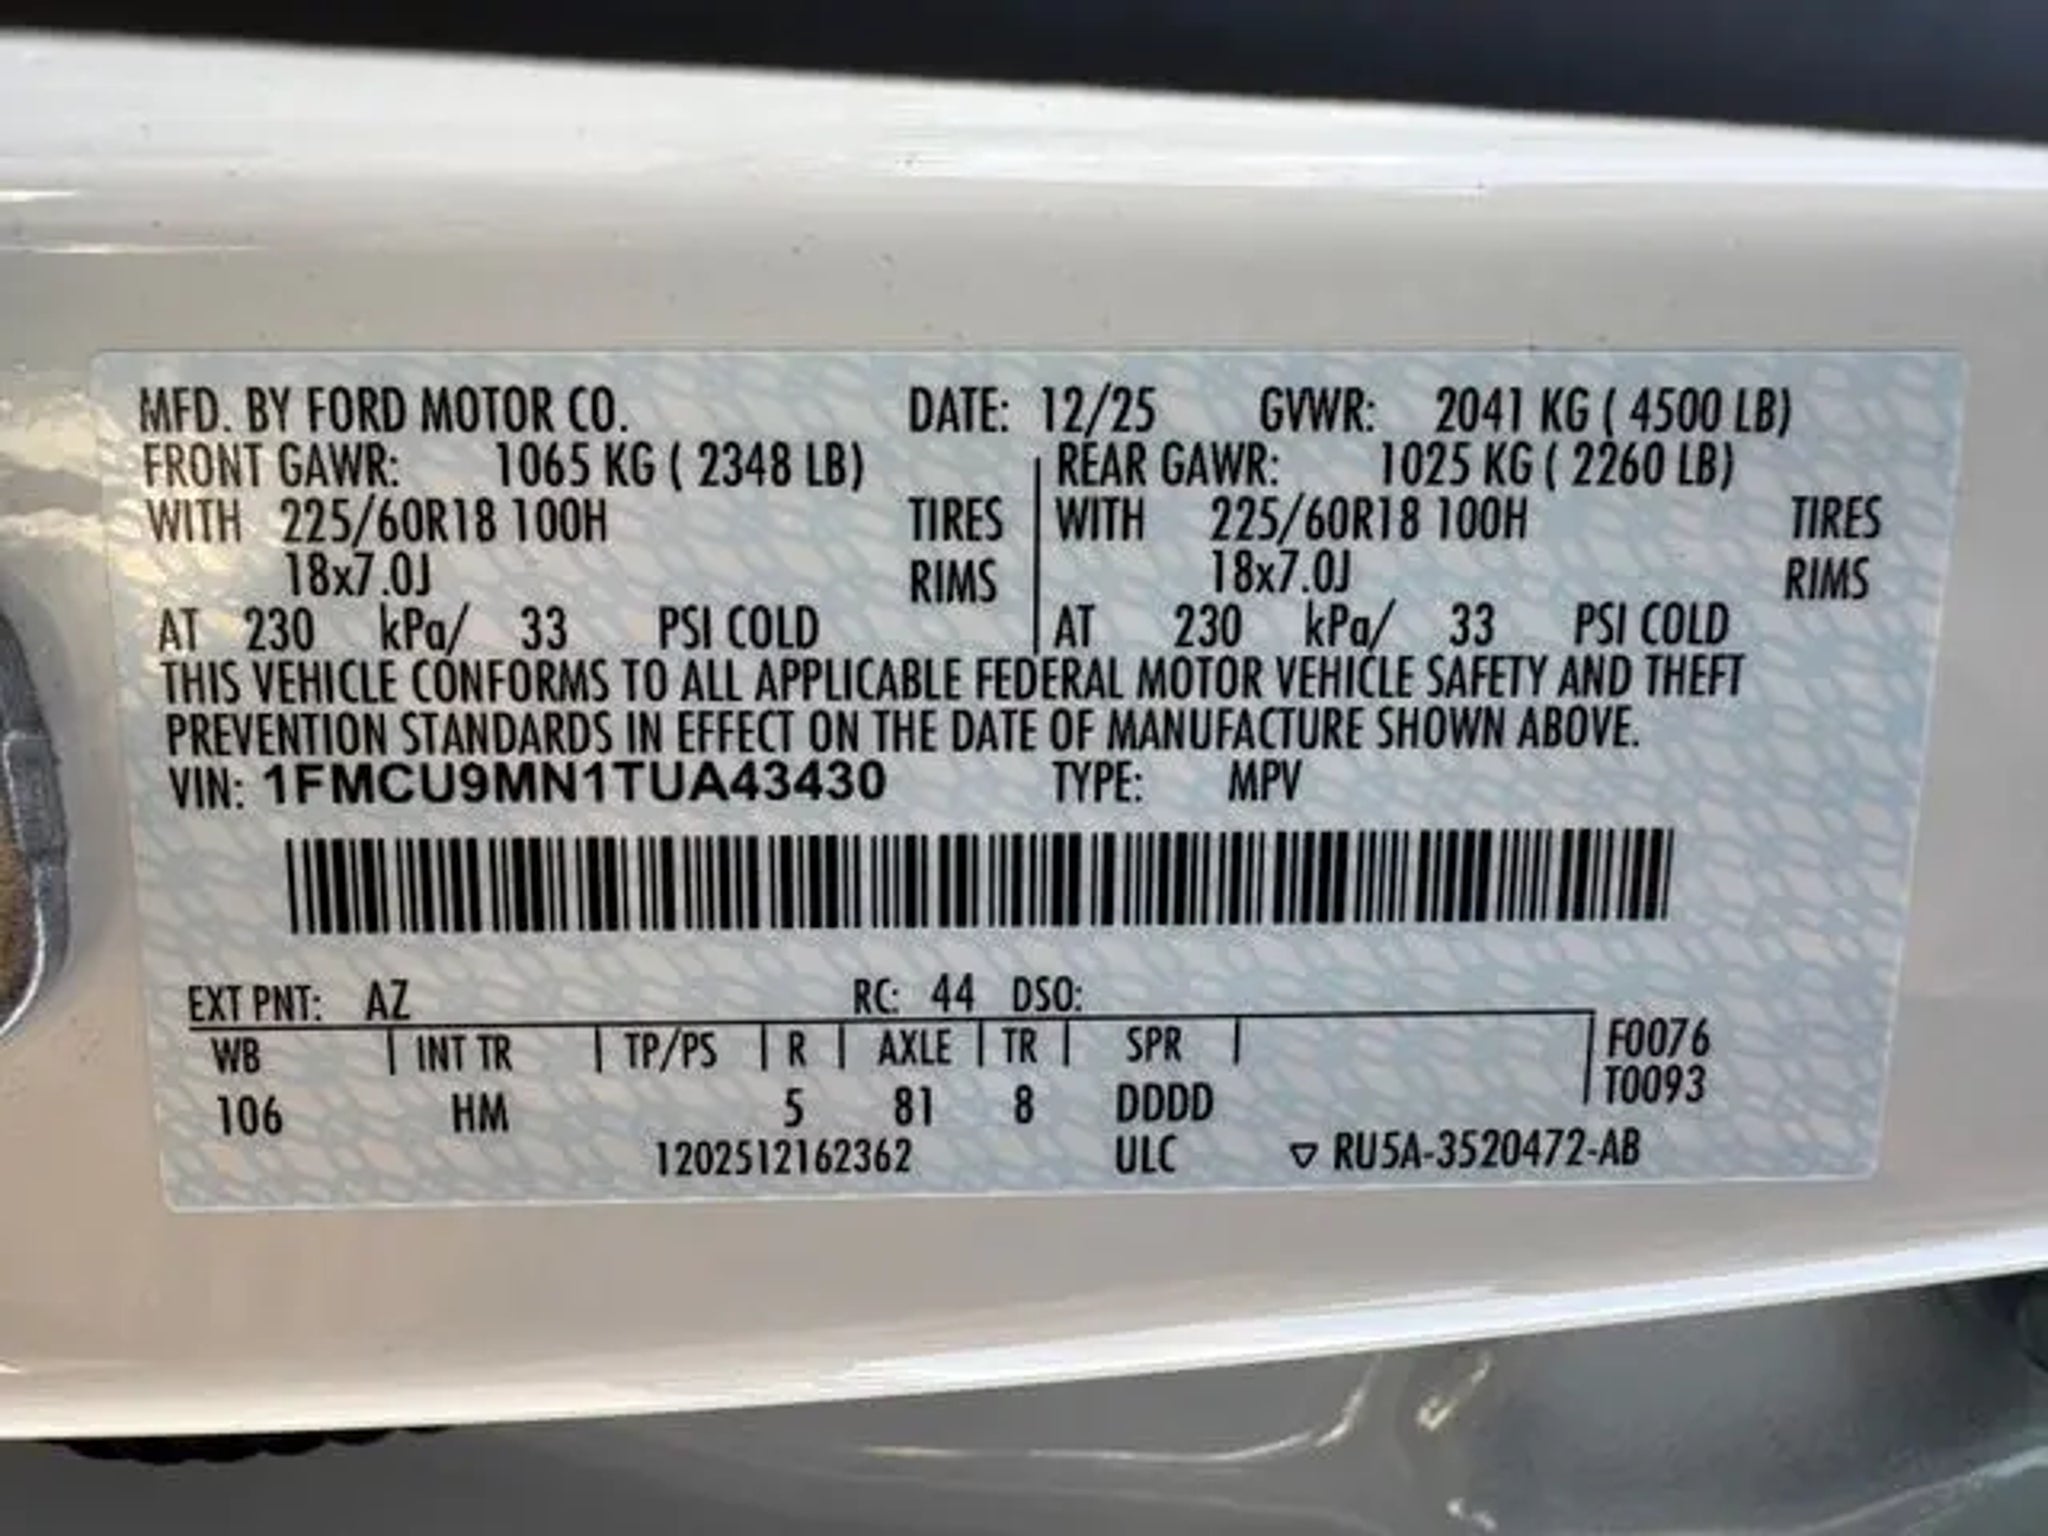 MFD. BY FORD MOTOR CO. DATE: 12/25 GVWR: 2041 KG ( 4500 LB)
FRONT GAWR: 1065 KG ( 2348 LB) REAR GAWR: 1025 KG ( 2260 LB)
WITH 225/60R18 100H TIRES WITH 225/60R18 100H TIRES
18x7.0J RIMS 18x7.0J RIMS
AT 230 kPa/ 33 PSI COLD AT 230 kPa/ 33 PSI COLD
THIS VEHICLE CONFORMS TO ALL APPLICABLE FEDERAL MOTOR VEHICLE SAFETY AND THEFT
PREVENTION STANDARDS IN EFFECT ON THE DATE OF MANUFACTURE SHOWN ABOVE.
VIN: 1FMCU9MN1TUA43430 TYPE: MPV
EXT PNT: AZ RC: 44 DSO:
WB INT TR TP/PS R AXLE TR SPR F0076
T0093
106 HM 5 81 8 DDDD
1202512162362 ULC ▽ RU5A-3520472-AB